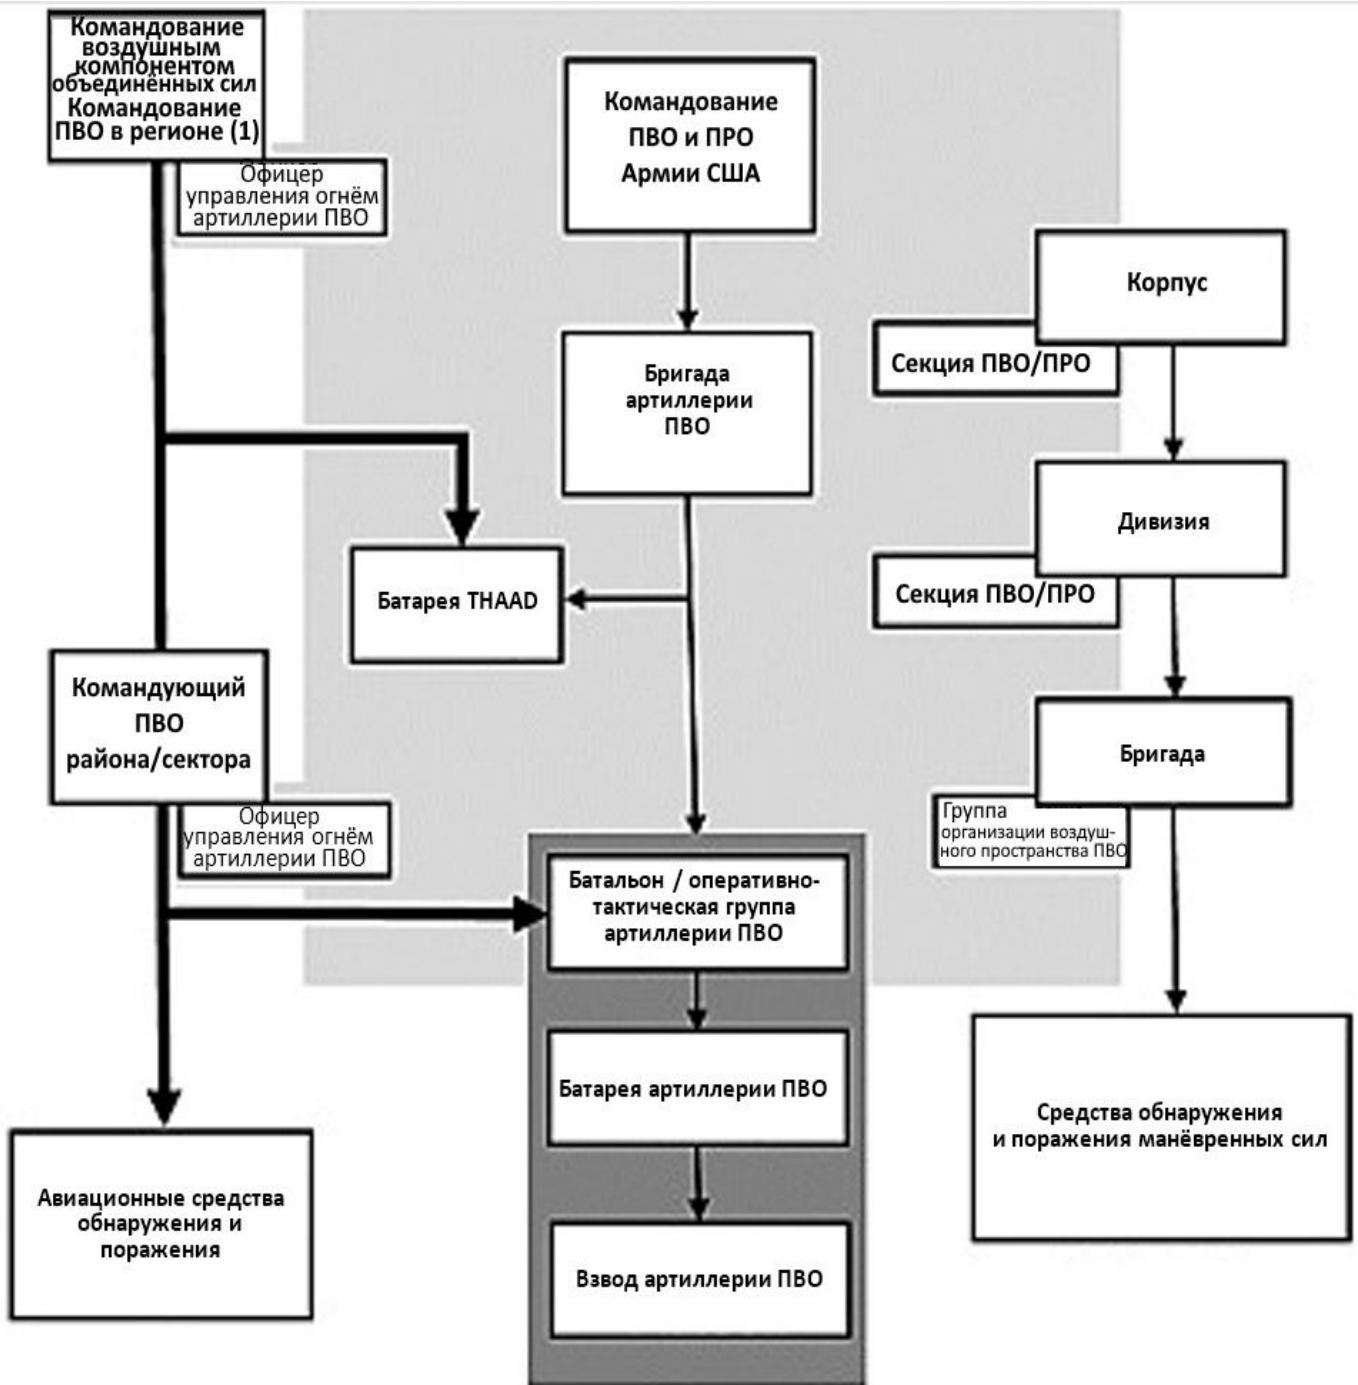 Командование
воздушным
компонентом
объединённых сил
Командование
ПВО в регионе (1)
Офицер
управления огнём
артиллерии ПВО
Командование
ПВО и ПРО
Армии США
Корпус
Секция ПВО/ПРО
Бригада
артиллерии
ПВО
Дивизия
Секция ПВО/ПРО
Батарея THAAD
Командующий
ПВО
района/сектора
Офицер
управления огнём
артиллерии ПВО
Бригада
Группа
организации воздуш-
ного пространства ПВО
Батальон / оперативно-
тактическая группа
артиллерии ПВО
Батарея артиллерии ПВО
Взвод артиллерии ПВО
Средства обнаружения
и поражения манёвренных сил
Авиационные средства
обнаружения и
поражения